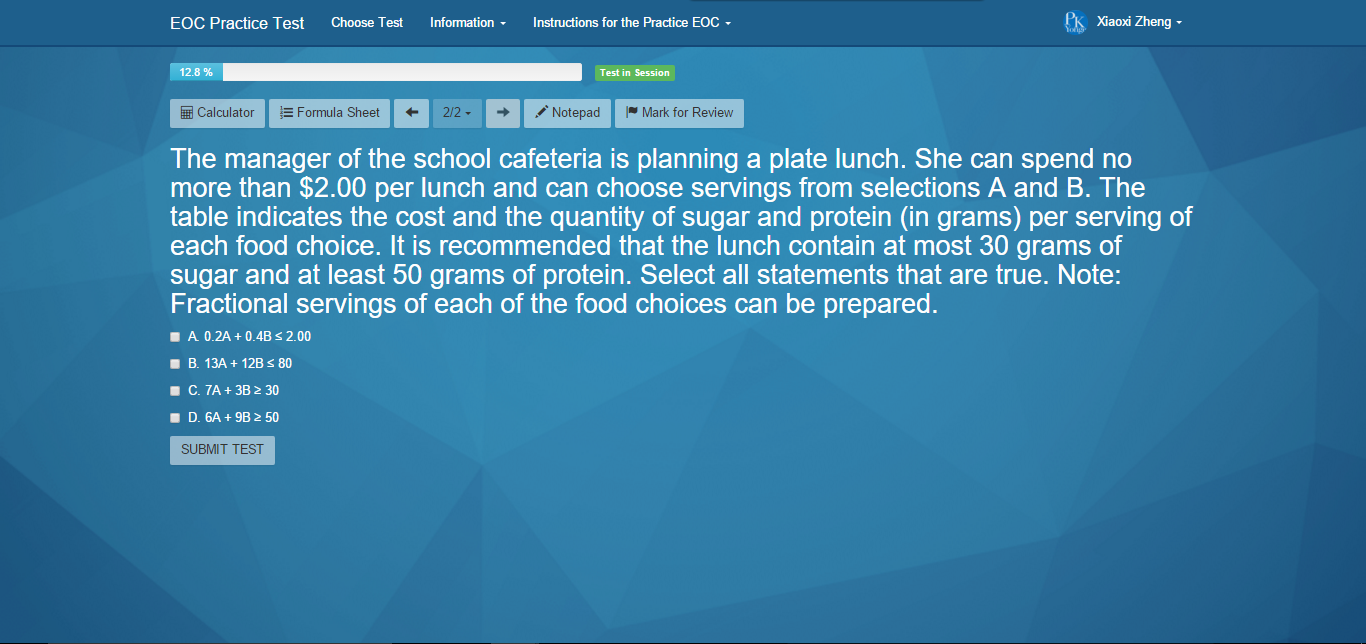 EOC Practice Test Choose Test Information Instructions for the Practice EOC PK Xiaoxi Zheng
12.8 % Test in Session
Calculator Formula Sheet 2/2 Notepad Mark for Review
The manager of the school cafeteria is planning a plate lunch. She can spend no
more than $2.00 per lunch and can choose servings from selections A and B. The
table indicates the cost and the quantity of sugar and protein (in grams) per serving of
each food choice. It is recommended that the lunch contain at most 30 grams of
sugar and at least 50 grams of protein. Select all statements that are true. Note:
Fractional servings of each of the food choices can be prepared.
A. 0.2A + 0.4B ≤ 2.00
B. 13A + 12B ≤ 80
C. 7A + 3B ≥ 30
D. 6A + 9B ≥ 50
SUBMIT TEST